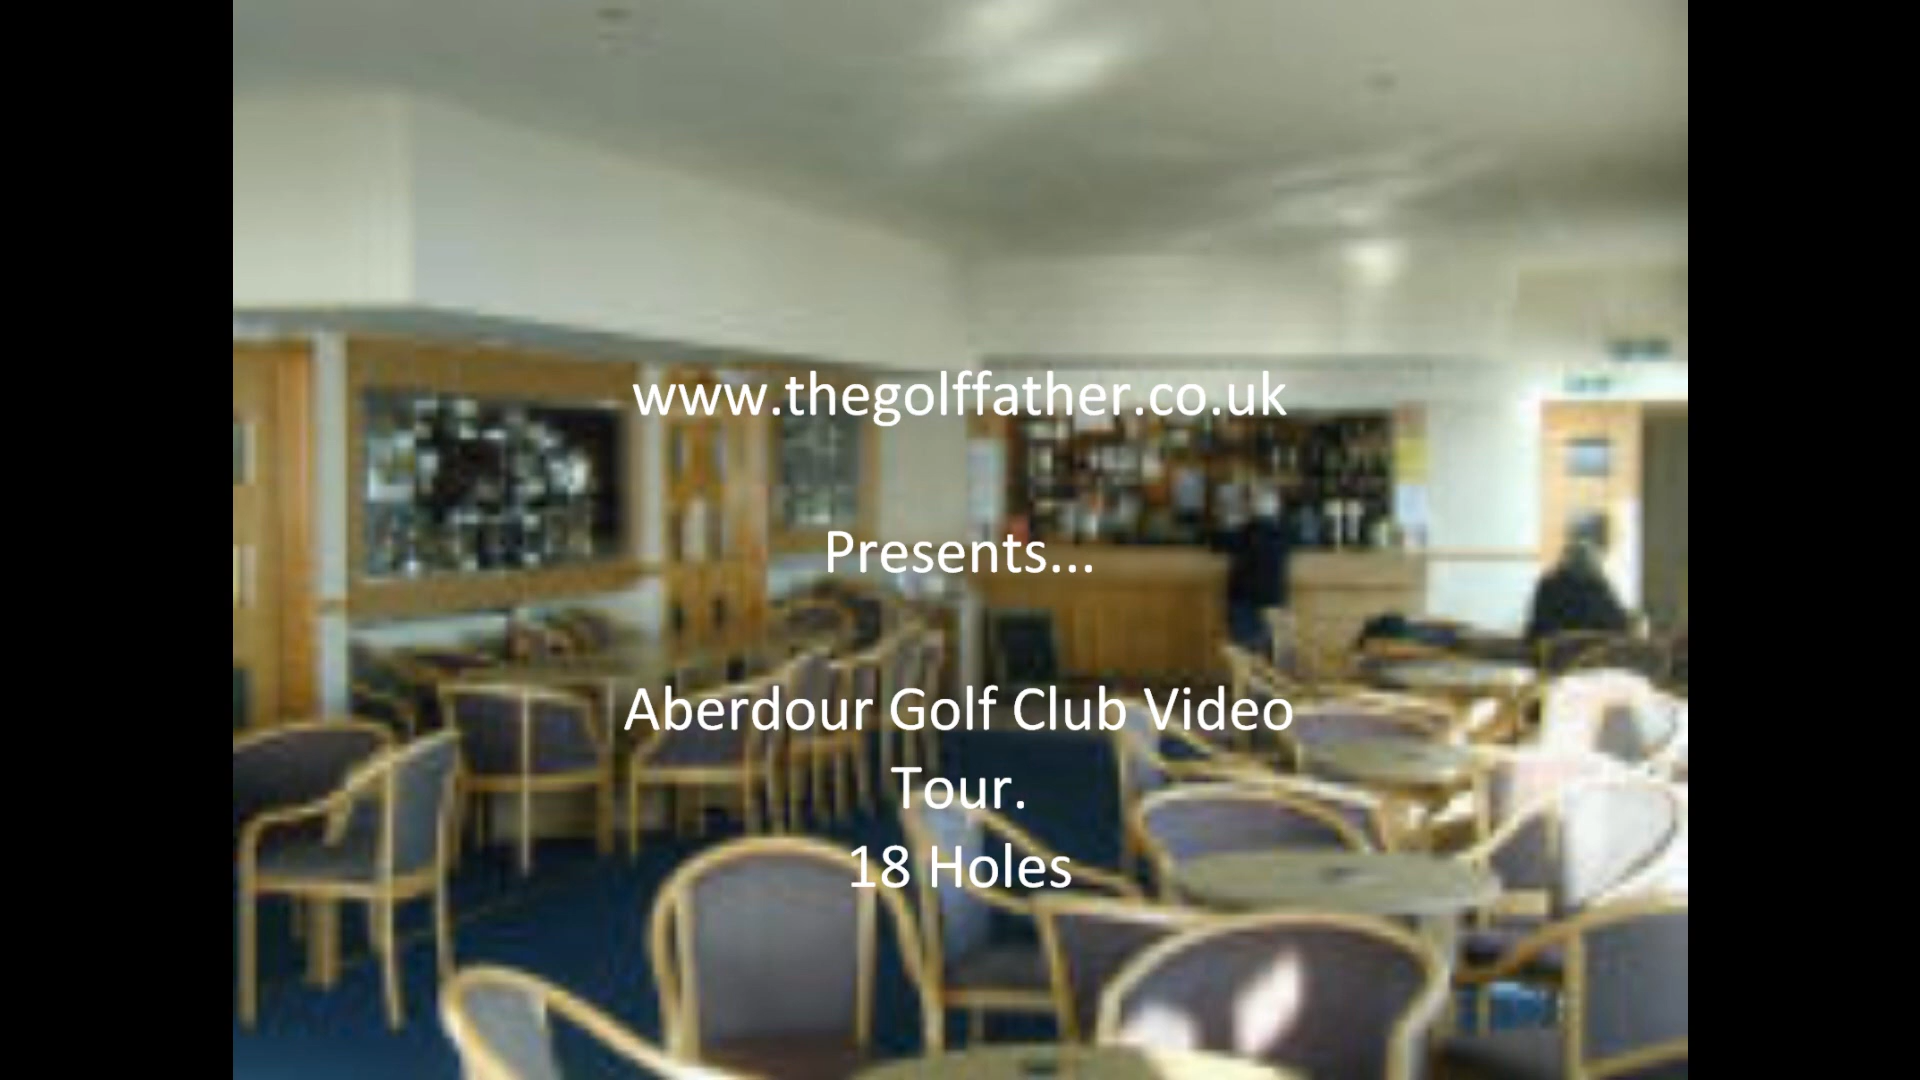 www.thegolffather.co.uk
Presents...
Aberdour Golf Club Video
Tour.
18 Holes